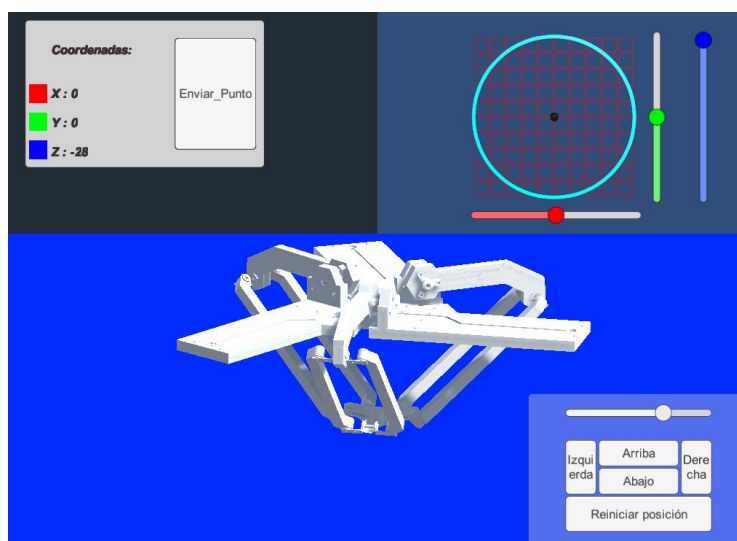 Coordenadas:
X : 0
Enviar_Punto
Y : 0
Z : -28
Izqui
erda
Arriba
Abajo
Dere
cha
Reiniciar posición